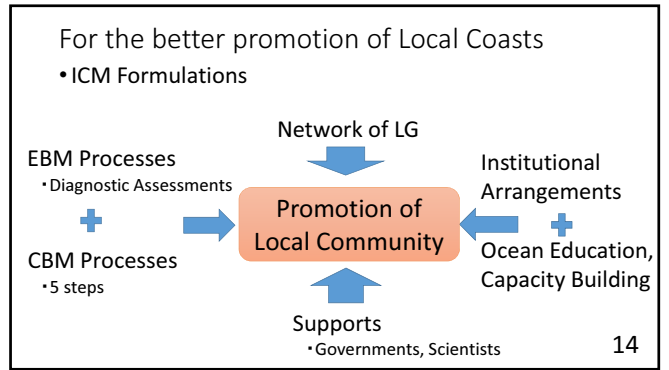 For the better promotion of Local Coasts
• ICM Formulations
Network of LG
EBM Processes
・Diagnostic Assessments
CBM Processes
・5 steps
Promotion of
Local Community
Institutional
Arrangements
Ocean Education,
Capacity Building
Supports
・Governments, Scientists
14